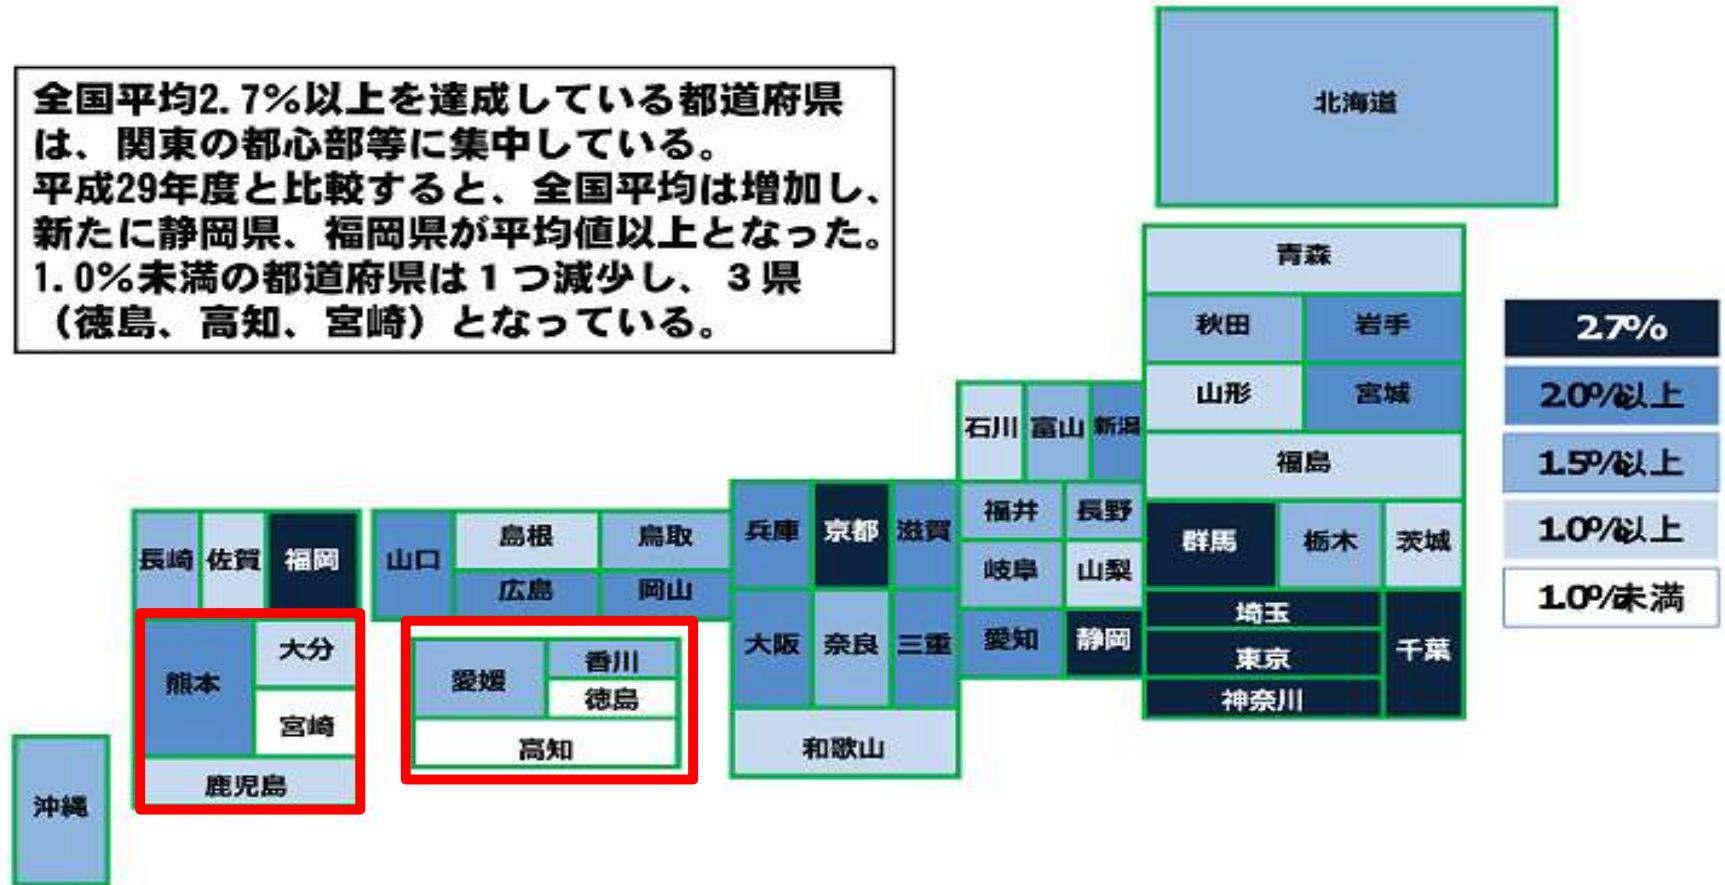 全国平均2.7%以上を達成している都道府県
は、関東の都心部等に集中している。
平成29年度と比較すると、全国平均は増加し、
新たに静岡県、福岡県が平均値以上となった。
1.0%未満の都道府県は１つ減少し、３県
（徳島、高知、宮崎）となっている。
北海道
青森
秋田 岩手
山形 宮城
福島
石川 富山 新潟
福井 長野
岐阜 山梨
愛知 静岡
群馬 栃木 茨城
埼玉
東京
神奈川
千葉
兵庫 京都 滋賀
大阪 奈良 三重
和歌山
山口 島根 鳥取
広島 岡山
愛媛 香川
徳島
高知
長崎 佐賀 福岡
熊本 大分
宮崎
鹿児島
沖縄
2.7%
2.0%以上
1.5%以上
1.0%以上
1.0%未満